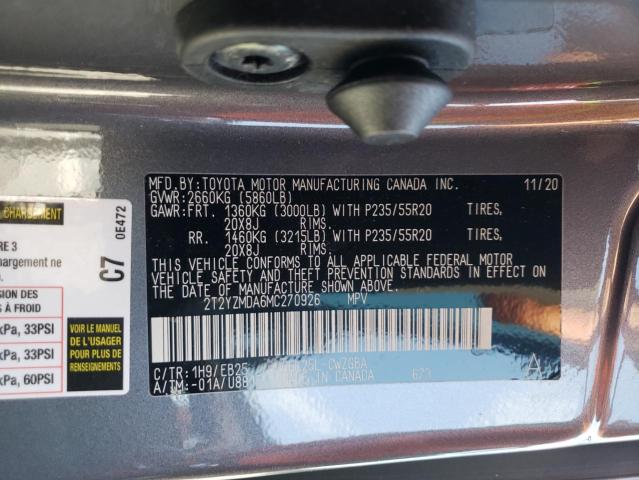 MFD.BY:TOYOTA MOTOR MANUFACTURING CANADA INC. 11/20
GVWR:2660KG (5860LB)
GAWR:FRT. 1360KG (3000LB) WITH P235/55R20 TIRES,
20X8J RIMS.
RR. 1460KG (3215LB) WITH P235/55R20 TIRES,
20X8J RIMS.
THIS VEHICLE CONFORMS TO ALL APPLICABLE FEDERAL MOTOR
VEHICLE SAFETY AND THEFT PREVENTION STANDARDS IN EFFECT ON
THE DATE OF MANUFACTURE SHOWN ABOVE.
2T2YZMDA6MC270926 MPV
C/TR:1H9/EB25 CWZGBA
A/TM:-01A/U88 IN CANADA 623 A
CHARGEMENT
0E472
RE 3
hargement ne
C7
SION DES
S À FROID
kPa, 33PSI
kPa, 33PSI
kPa, 60PSI
VOIR LE MANUEL
DE L'USAGER
POUR PLUS DE
RENSEIGNEMENTS